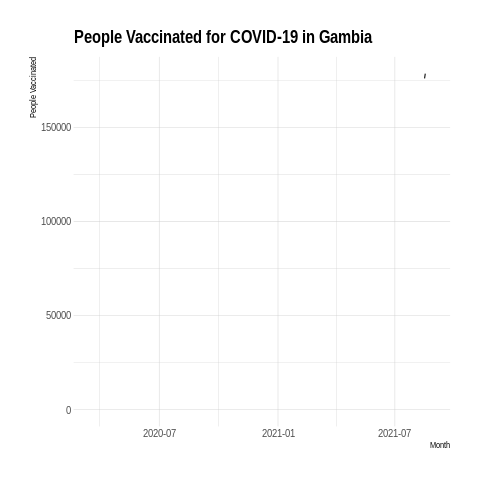 People Vaccinated for COVID-19 in Gambia
People Vaccinated
150000
100000
50000
0
2020-07
2021-01
2021-07
Month